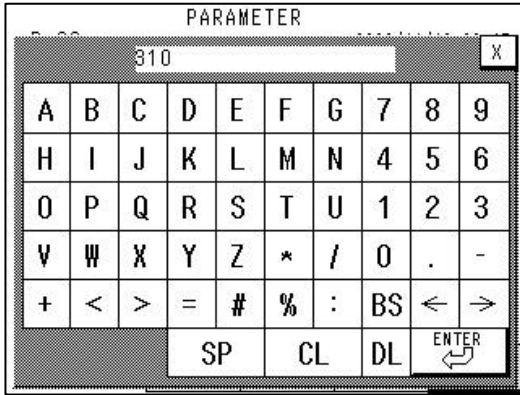 PARAMETER
310
X
A B C D E F G 7 8 9
H I J K L M N 4 5 6
O P Q R S T U 1 2 3
V W X Y Z * / 0 . -
+ < > = # % : BS ← →
SP CL DL ENTER